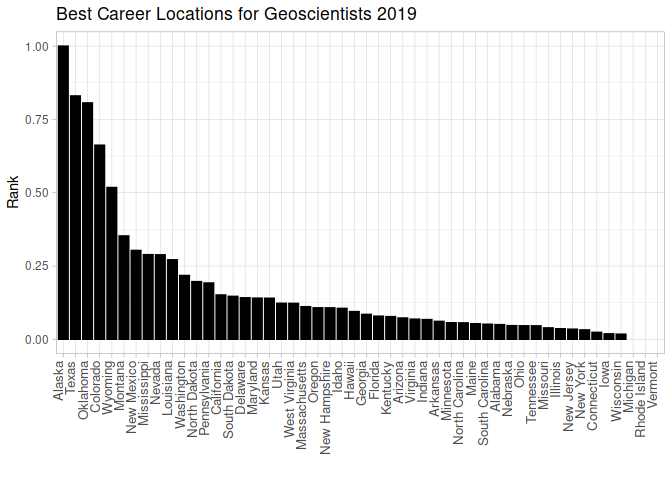 Best Career Locations for Geoscientists 2019
Rank
1.00
0.75
0.50
0.25
0.00
Alaska
Texas
Oklahoma
Colorado
Wyoming
Montana
New Mexico
Mississippi
Nevada
Louisiana
Washington
North Dakota
Pennsylvania
California
South Dakota
Delaware
Maryland
Kansas
Utah
West Virginia
Massachusetts
Oregon
New Hampshire
Idaho
Hawaii
Georgia
Florida
Kentucky
Arizona
Virginia
Indiana
Arkansas
Minnesota
North Carolina
Maine
South Carolina
Alabama
Nebraska
Ohio
Tennessee
Missouri
Illinois
New Jersey
New York
Connecticut
Iowa
Wisconsin
Michigan
Rhode Island
Vermont